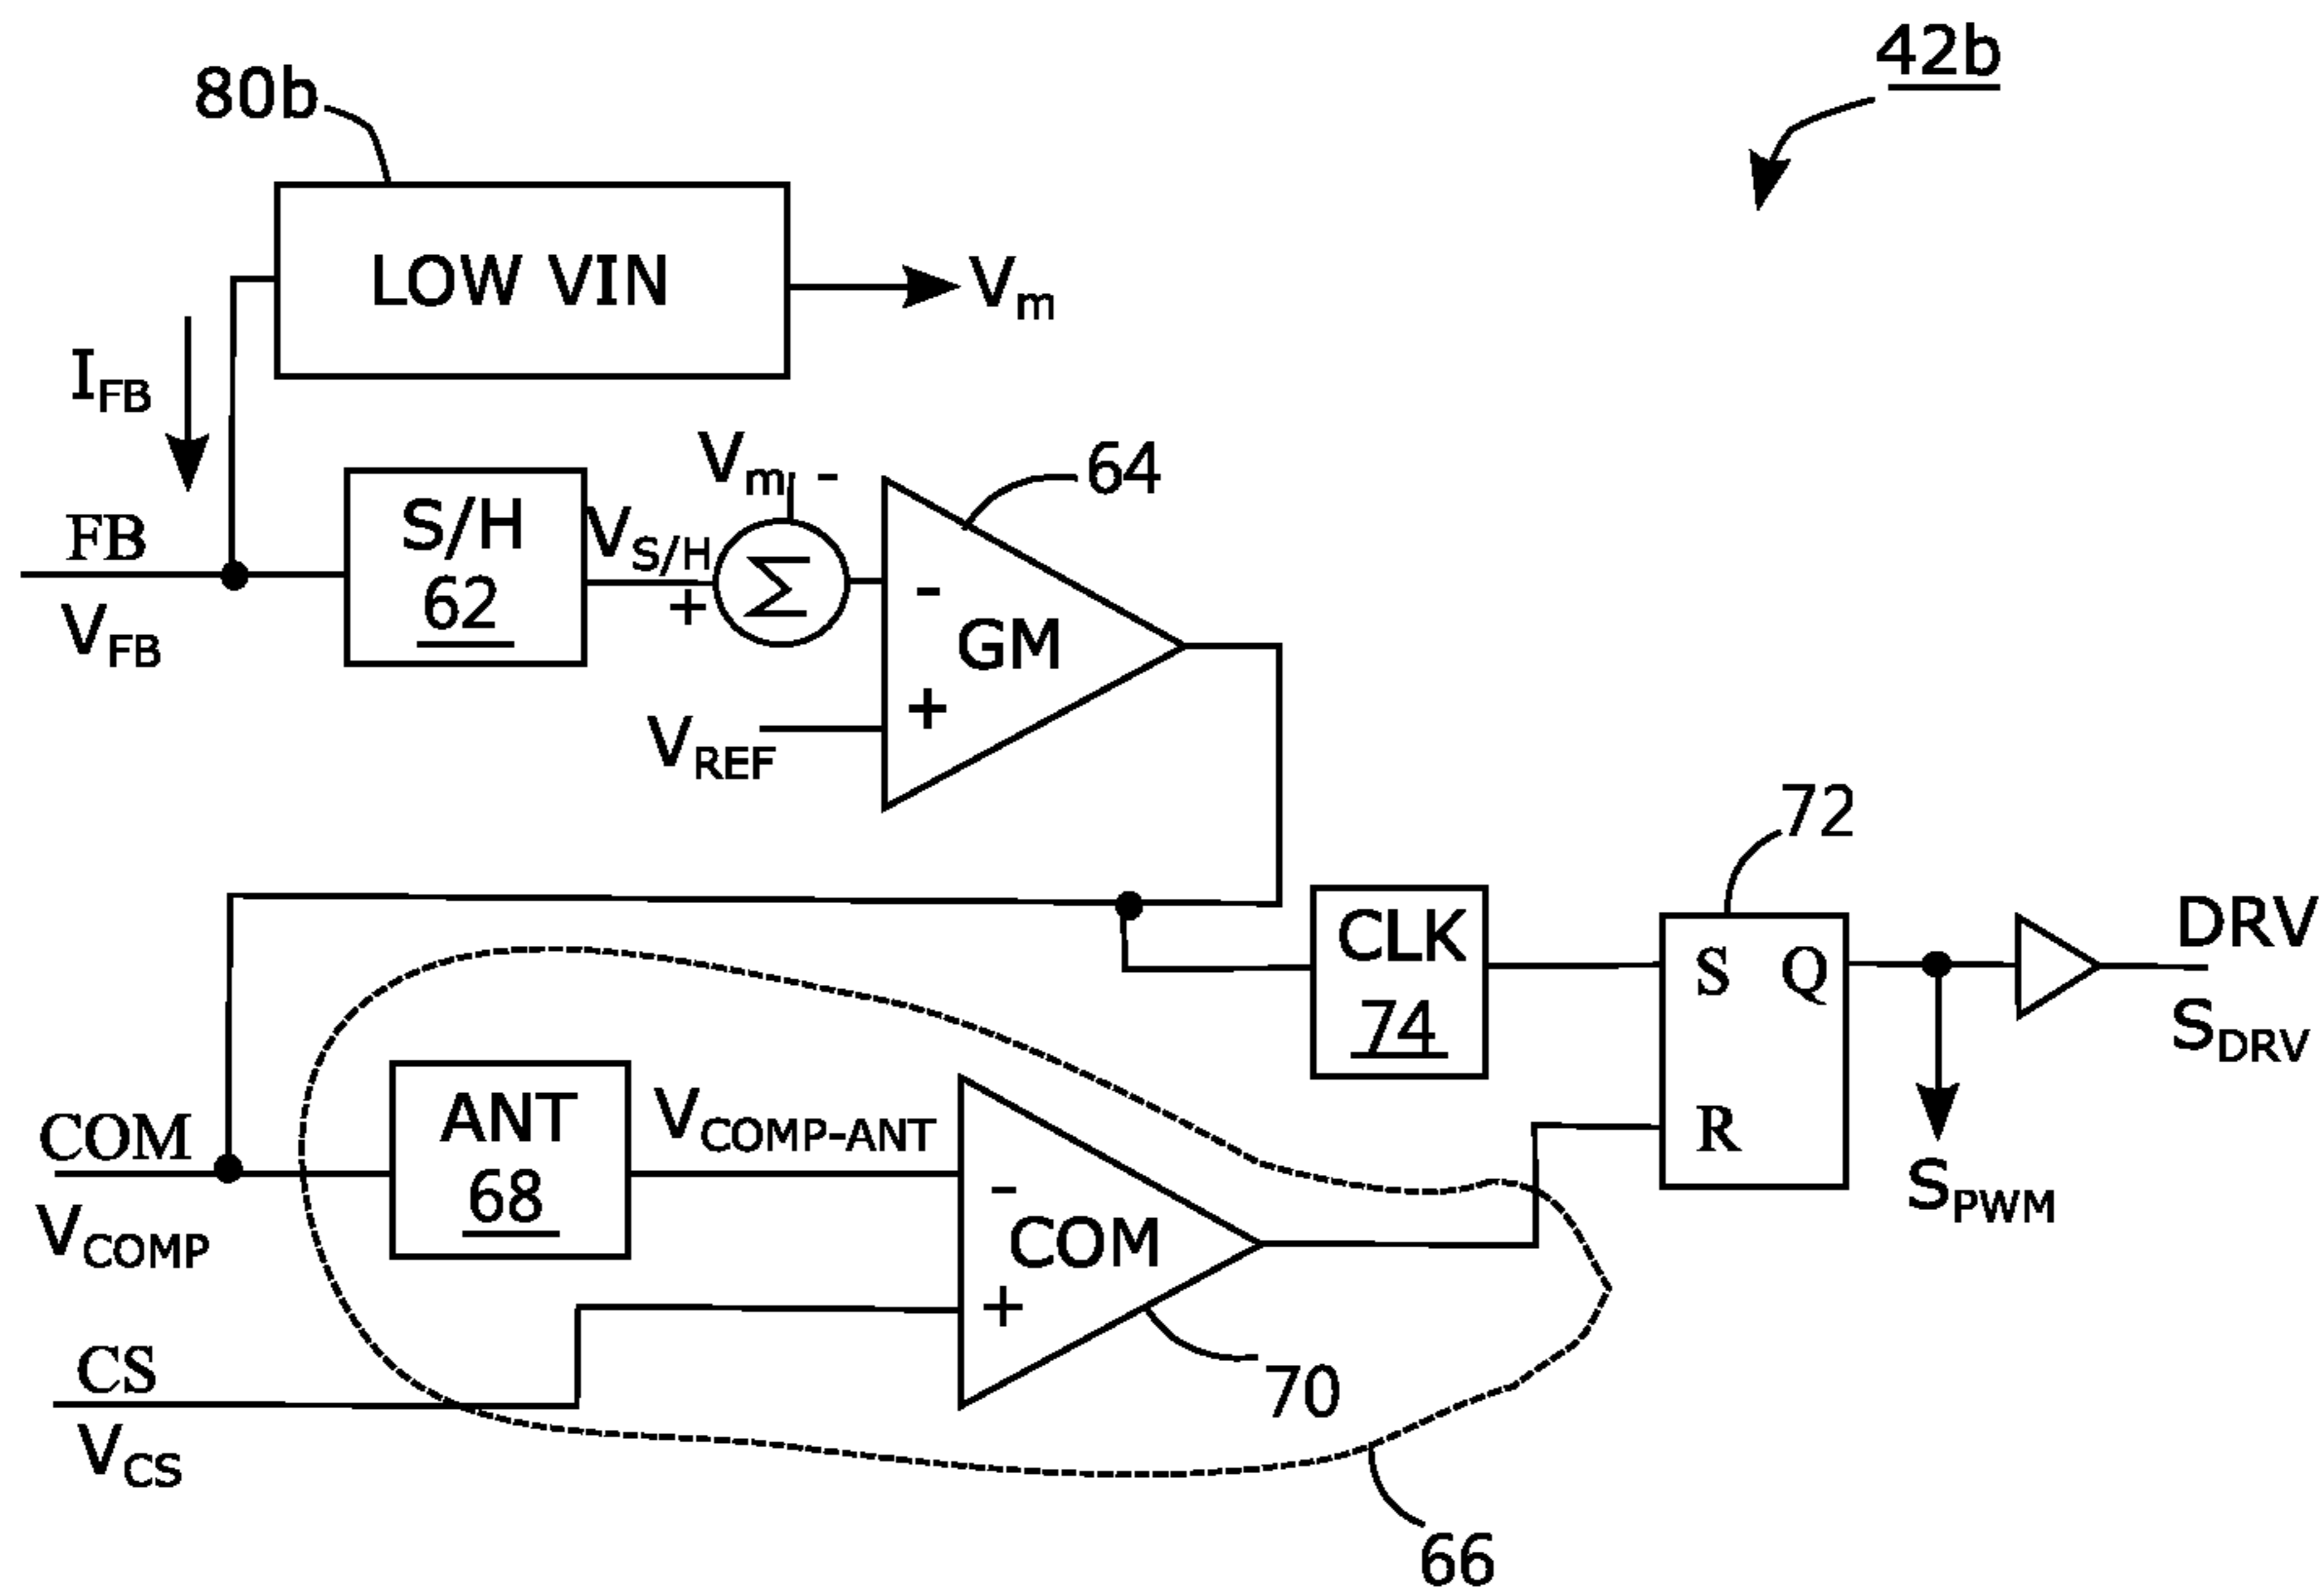 42b
80b
LOW VIN
Vm
IFB
FB
VFB
S/H
62
VS/H
+
Vm -
Σ
64
-
GM
+
VREF
72
CLK
74
S Q
R
DRV
SDRV
SPWM
COM
VCOMP
ANT
68
VCOMP-ANT
-
COM
+
70
CS
VCS
66